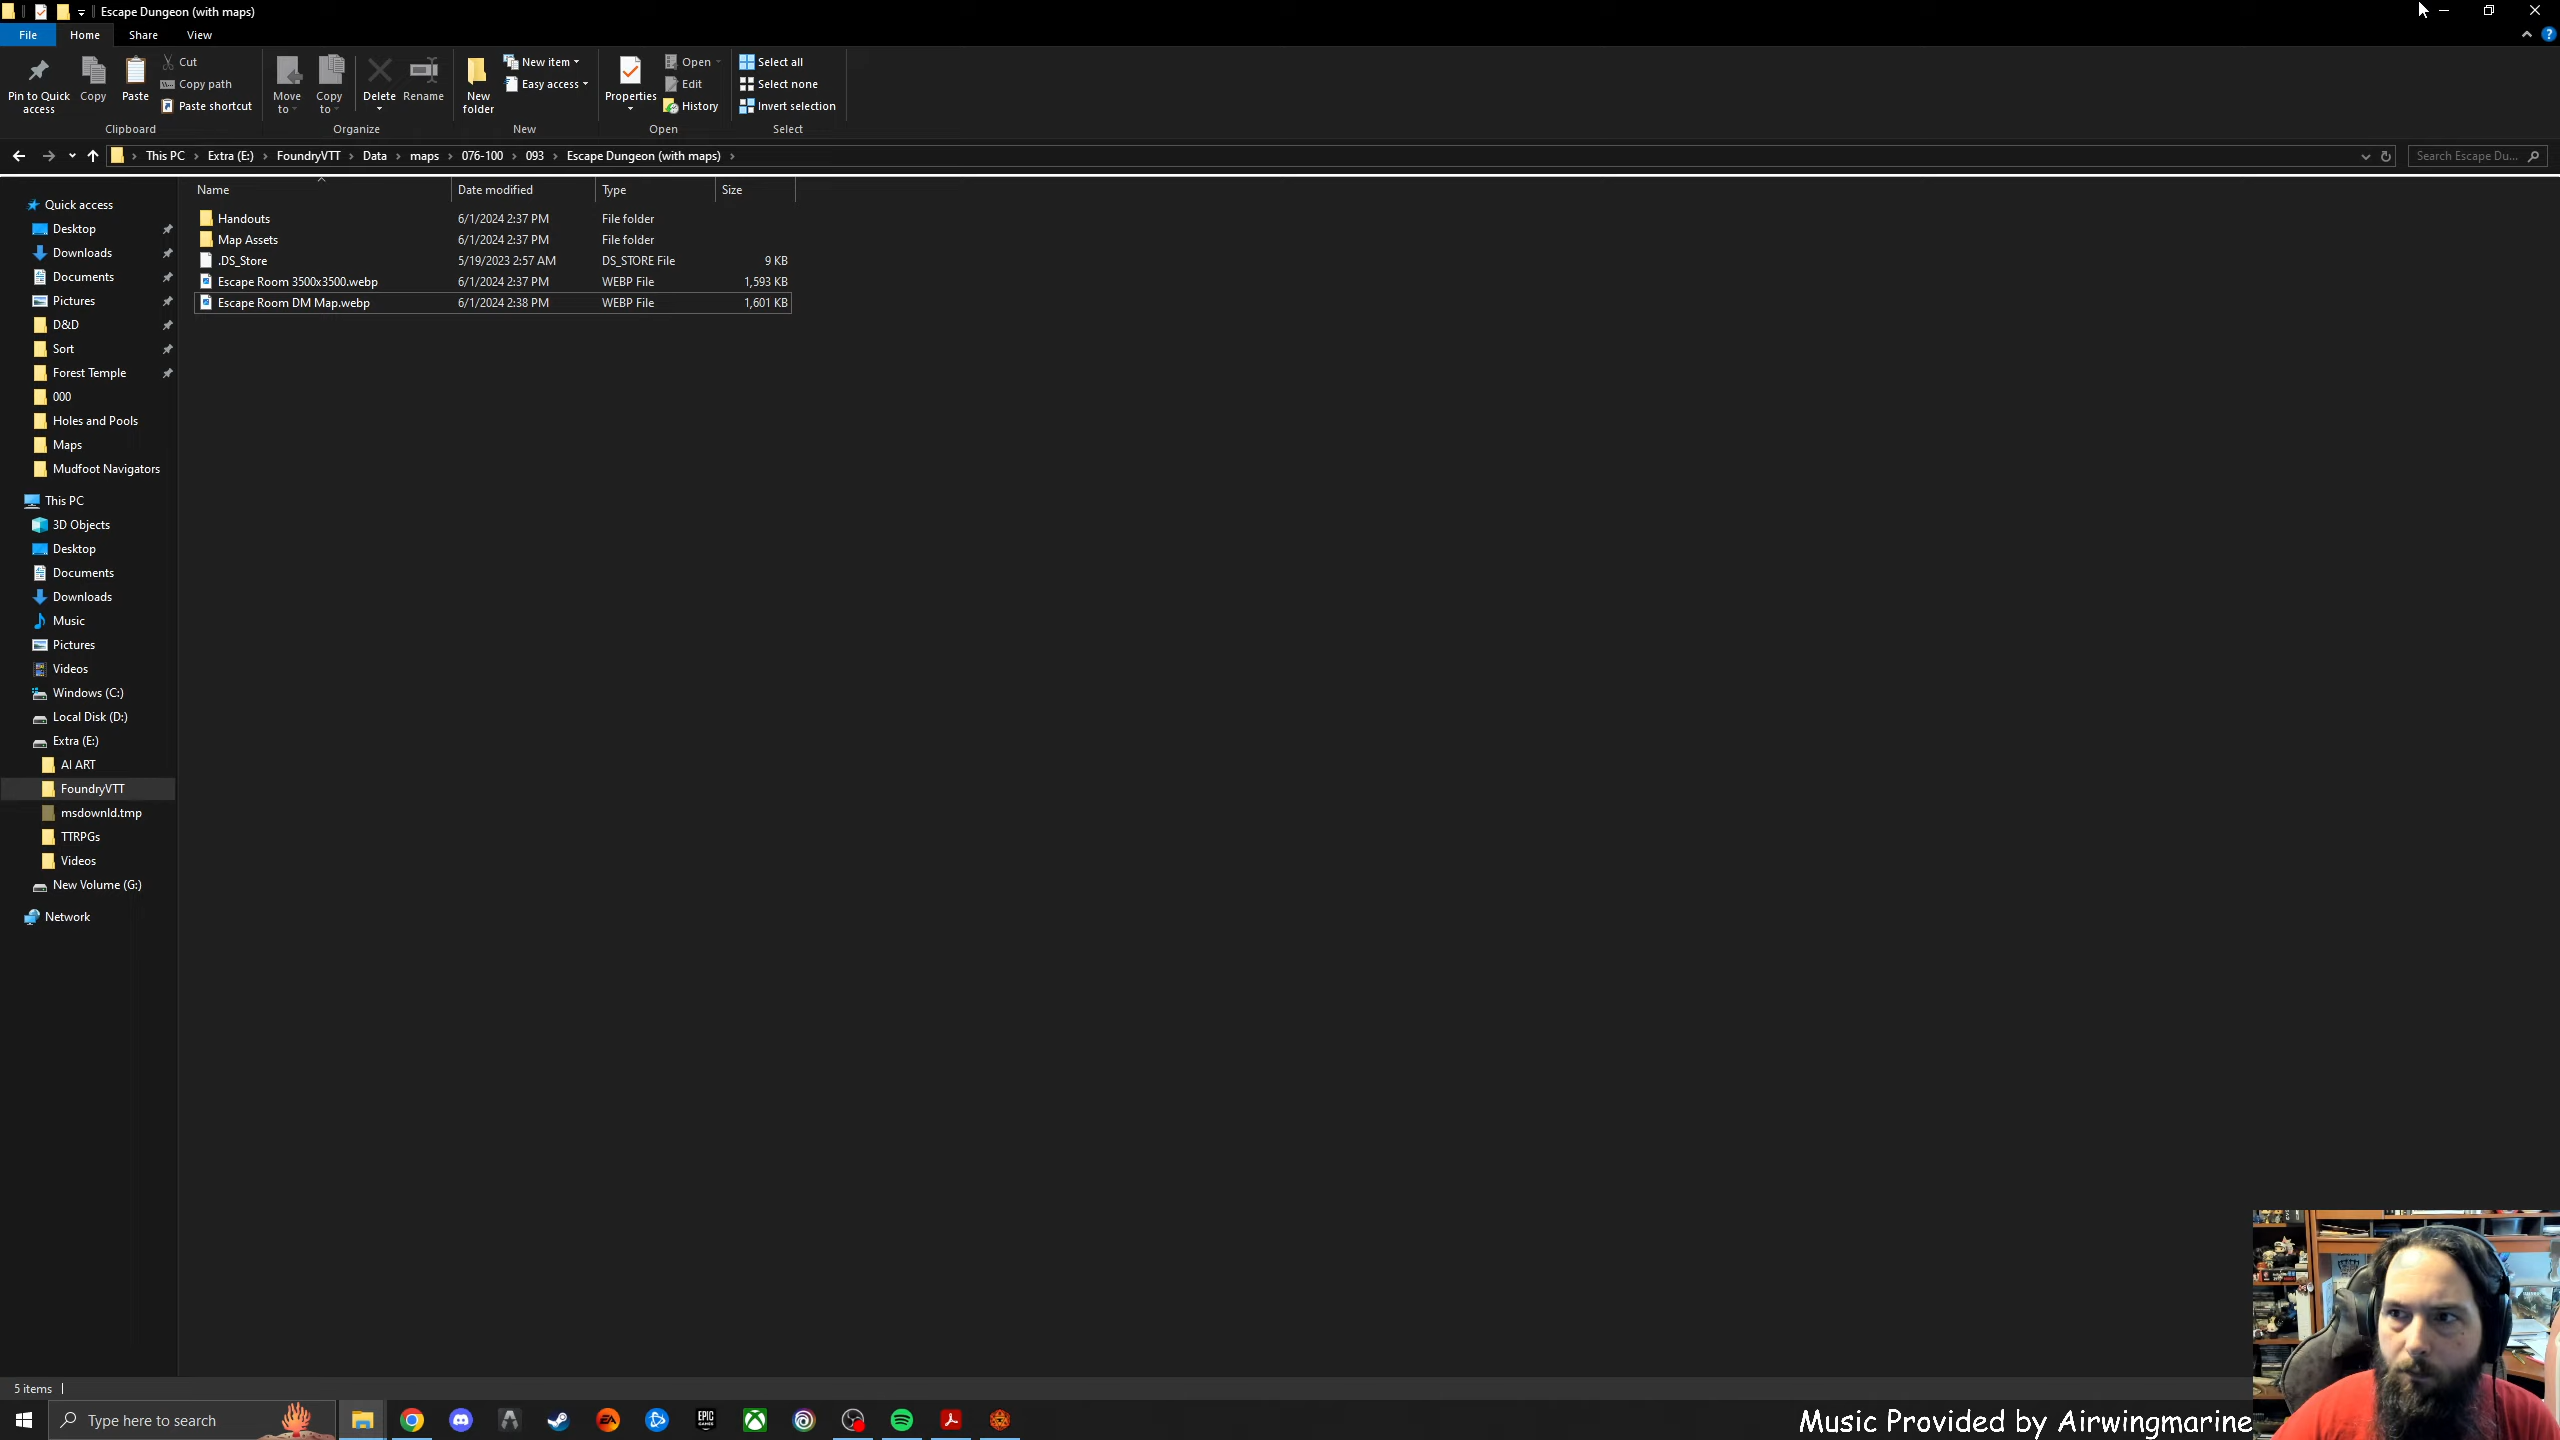 Escape Dungeon (with maps)
File Home Share View
Pin to Quick access
Copy
Paste
Cut
Copy path
Paste shortcut
Clipboard
Move to
Copy to
Delete
Rename
Organize
New folder
New item
Easy access
New
Properties
Open
Edit
History
Open
Select all
Select none
Invert selection
Select
This PC > Extra (E:) > FoundryVTT > Data > maps > 076-100 > 093 > Escape Dungeon (with maps) >
Search Escape Du...
Name Date modified Type Size
Handouts 6/1/2024 2:37 PM File folder
Map Assets 6/1/2024 2:37 PM File folder
.DS_Store 5/19/2023 2:57 AM DS_STORE File 9 KB
Escape Room 3500x3500.webp 6/1/2024 2:37 PM WEBP File 1,593 KB
Escape Room DM Map.webp 6/1/2024 2:38 PM WEBP File 1,601 KB
Quick access
Desktop
Downloads
Documents
Pictures
D&D
Sort
Forest Temple
000
Holes and Pools
Maps
Mudfoot Navigators
This PC
3D Objects
Desktop
Documents
Downloads
Music
Pictures
Videos
Windows (C:)
Local Disk (D:)
Extra (E:)
AI ART
FoundryVTT
msdownld.tmp
TTRPGs
Videos
New Volume (G:)
Network
5 items
Type here to search
EA
EPIC GAMES
Music Provided by Airwingmarine